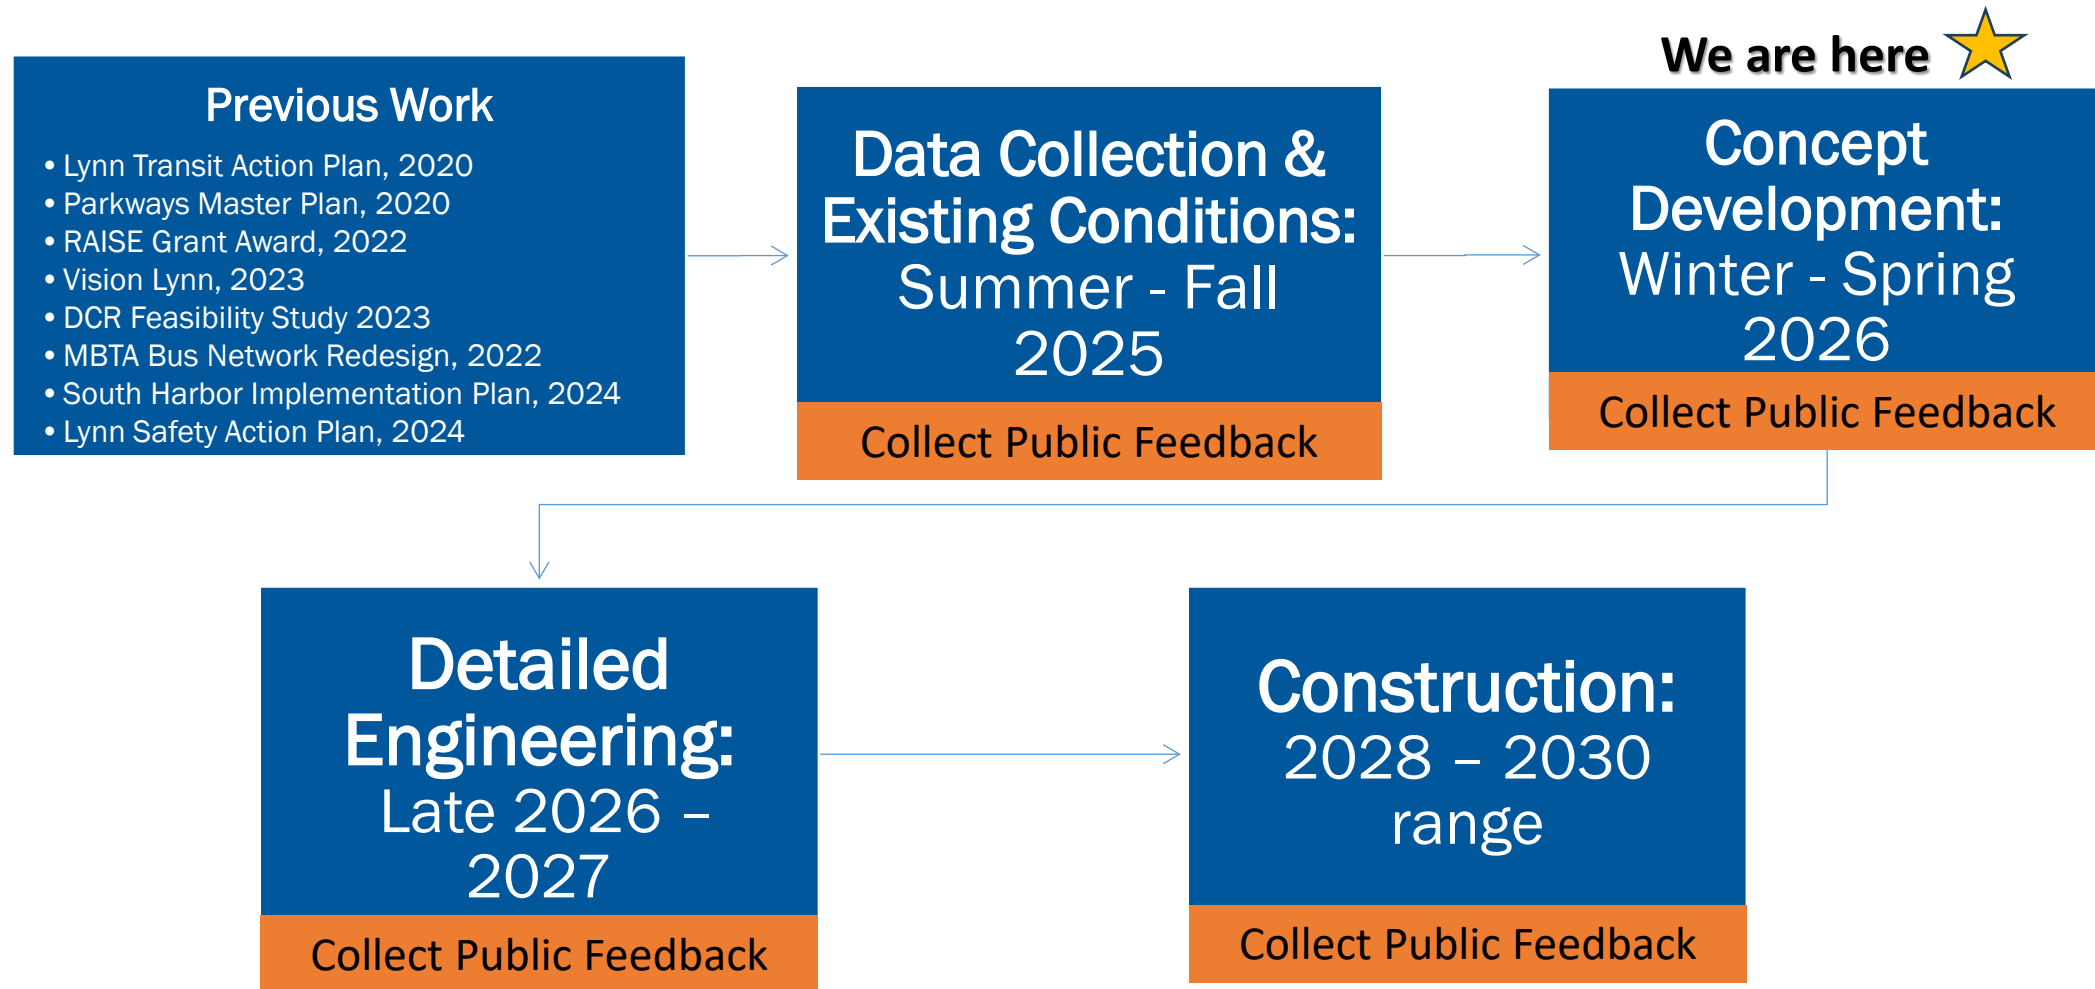 We are here
Previous Work
• Lynn Transit Action Plan, 2020
• Parkways Master Plan, 2020
• RAISE Grant Award, 2022
• Vision Lynn, 2023
• DCR Feasibility Study 2023
• MBTA Bus Network Redesign, 2022
• South Harbor Implementation Plan, 2024
• Lynn Safety Action Plan, 2024
Data Collection &
Existing Conditions:
Summer - Fall
2025
Collect Public Feedback
Concept
Development:
Winter - Spring
2026
Collect Public Feedback
Detailed
Engineering:
Late 2026 –
2027
Collect Public Feedback
Construction:
2028 – 2030
range
Collect Public Feedback